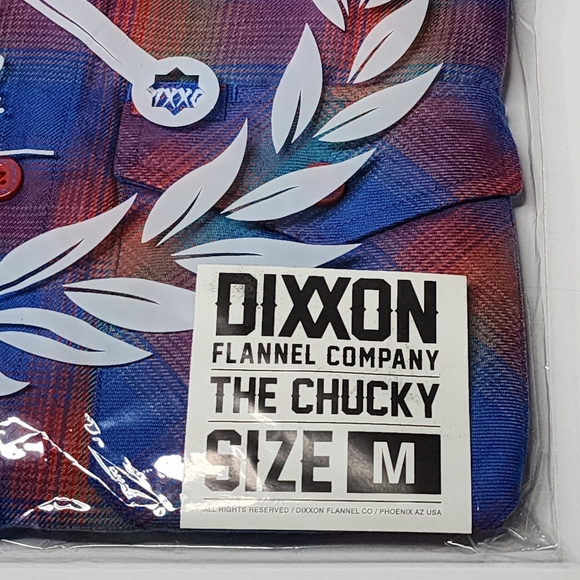 DIXXON
FLANNEL COMPANY
THE CHUCKY
SIZE M
ALL RIGHTS RESERVED / DIXXON FLANNEL CO / PHOENIX AZ USA